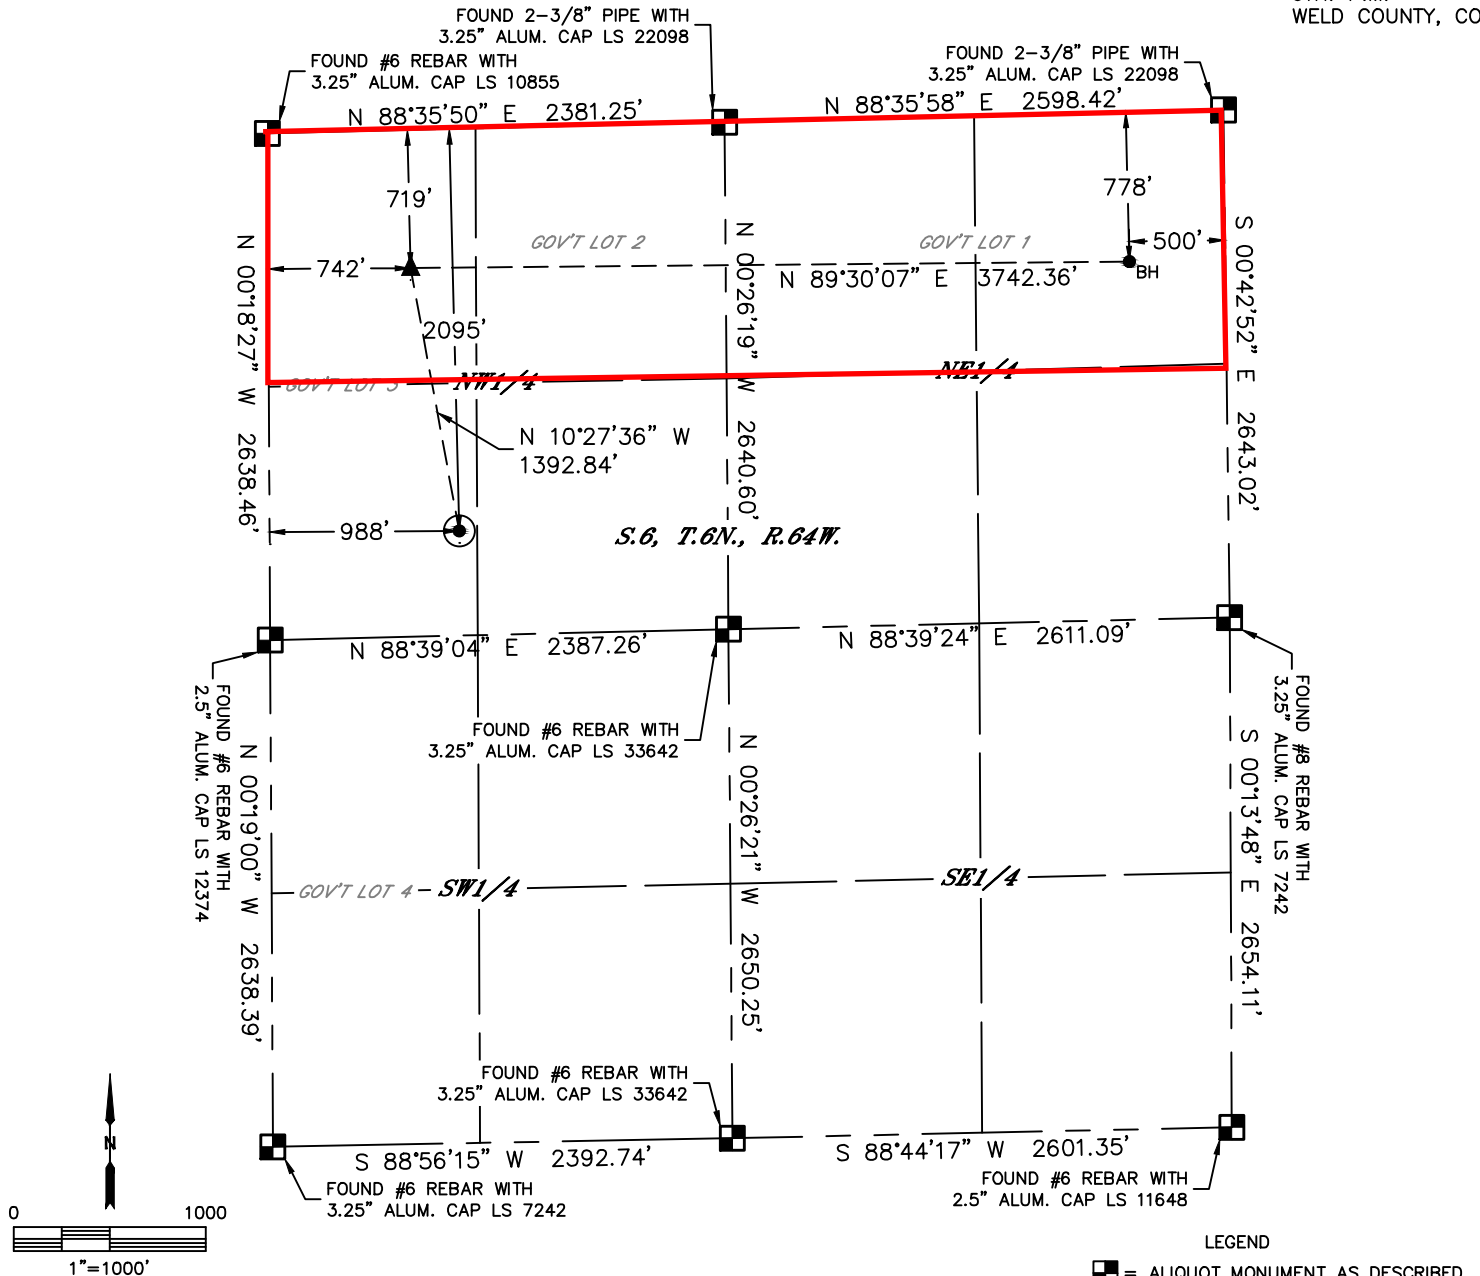 FOUND 2-3/8" PIPE WITH
3.25" ALUM. CAP LS 22098
WELD COUNTY, CO
FOUND #6 REBAR WITH
3.25" ALUM. CAP LS 10855
FOUND 2-3/8" PIPE WITH
3.25" ALUM. CAP LS 22098
N 88°35'50" E 2381.25'
N 88°35'58" E 2598.42'
719'
778'
GOV'T LOT 2
GOV'T LOT 1
500'
742'
N 89°30'07" E 3742.36'
BH
N 00°18'27" W 2638.46'
N 00°26'19" W 2640.60'
S 00°42'52" E 2643.02'
2095'
GOV'T LOT 3
NW1/4
NE1/4
N 10°27'36" W
1392.84'
988'
S.6, T.6N., R.64W.
N 88°39'04" E 2387.26'
N 88°39'24" E 2611.09'
FOUND #6 REBAR WITH
2.5" ALUM. CAP LS 12374
FOUND #6 REBAR WITH
3.25" ALUM. CAP LS 33642
FOUND #8 REBAR WITH
3.25" ALUM. CAP LS 7242
N 00°19'00" W 2638.39'
N 00°26'21" W 2650.25'
S 00°13'48" E 2654.11'
GOV'T LOT 4
SW1/4
SE1/4
FOUND #6 REBAR WITH
3.25" ALUM. CAP LS 33642
N
S 88°56'15" W 2392.74'
S 88°44'17" W 2601.35'
FOUND #6 REBAR WITH
3.25" ALUM. CAP LS 7242
FOUND #6 REBAR WITH
2.5" ALUM. CAP LS 11648
0 1000
1"=1000'
LEGEND
= ALIQUOT MONUMENT AS DESCRIBED